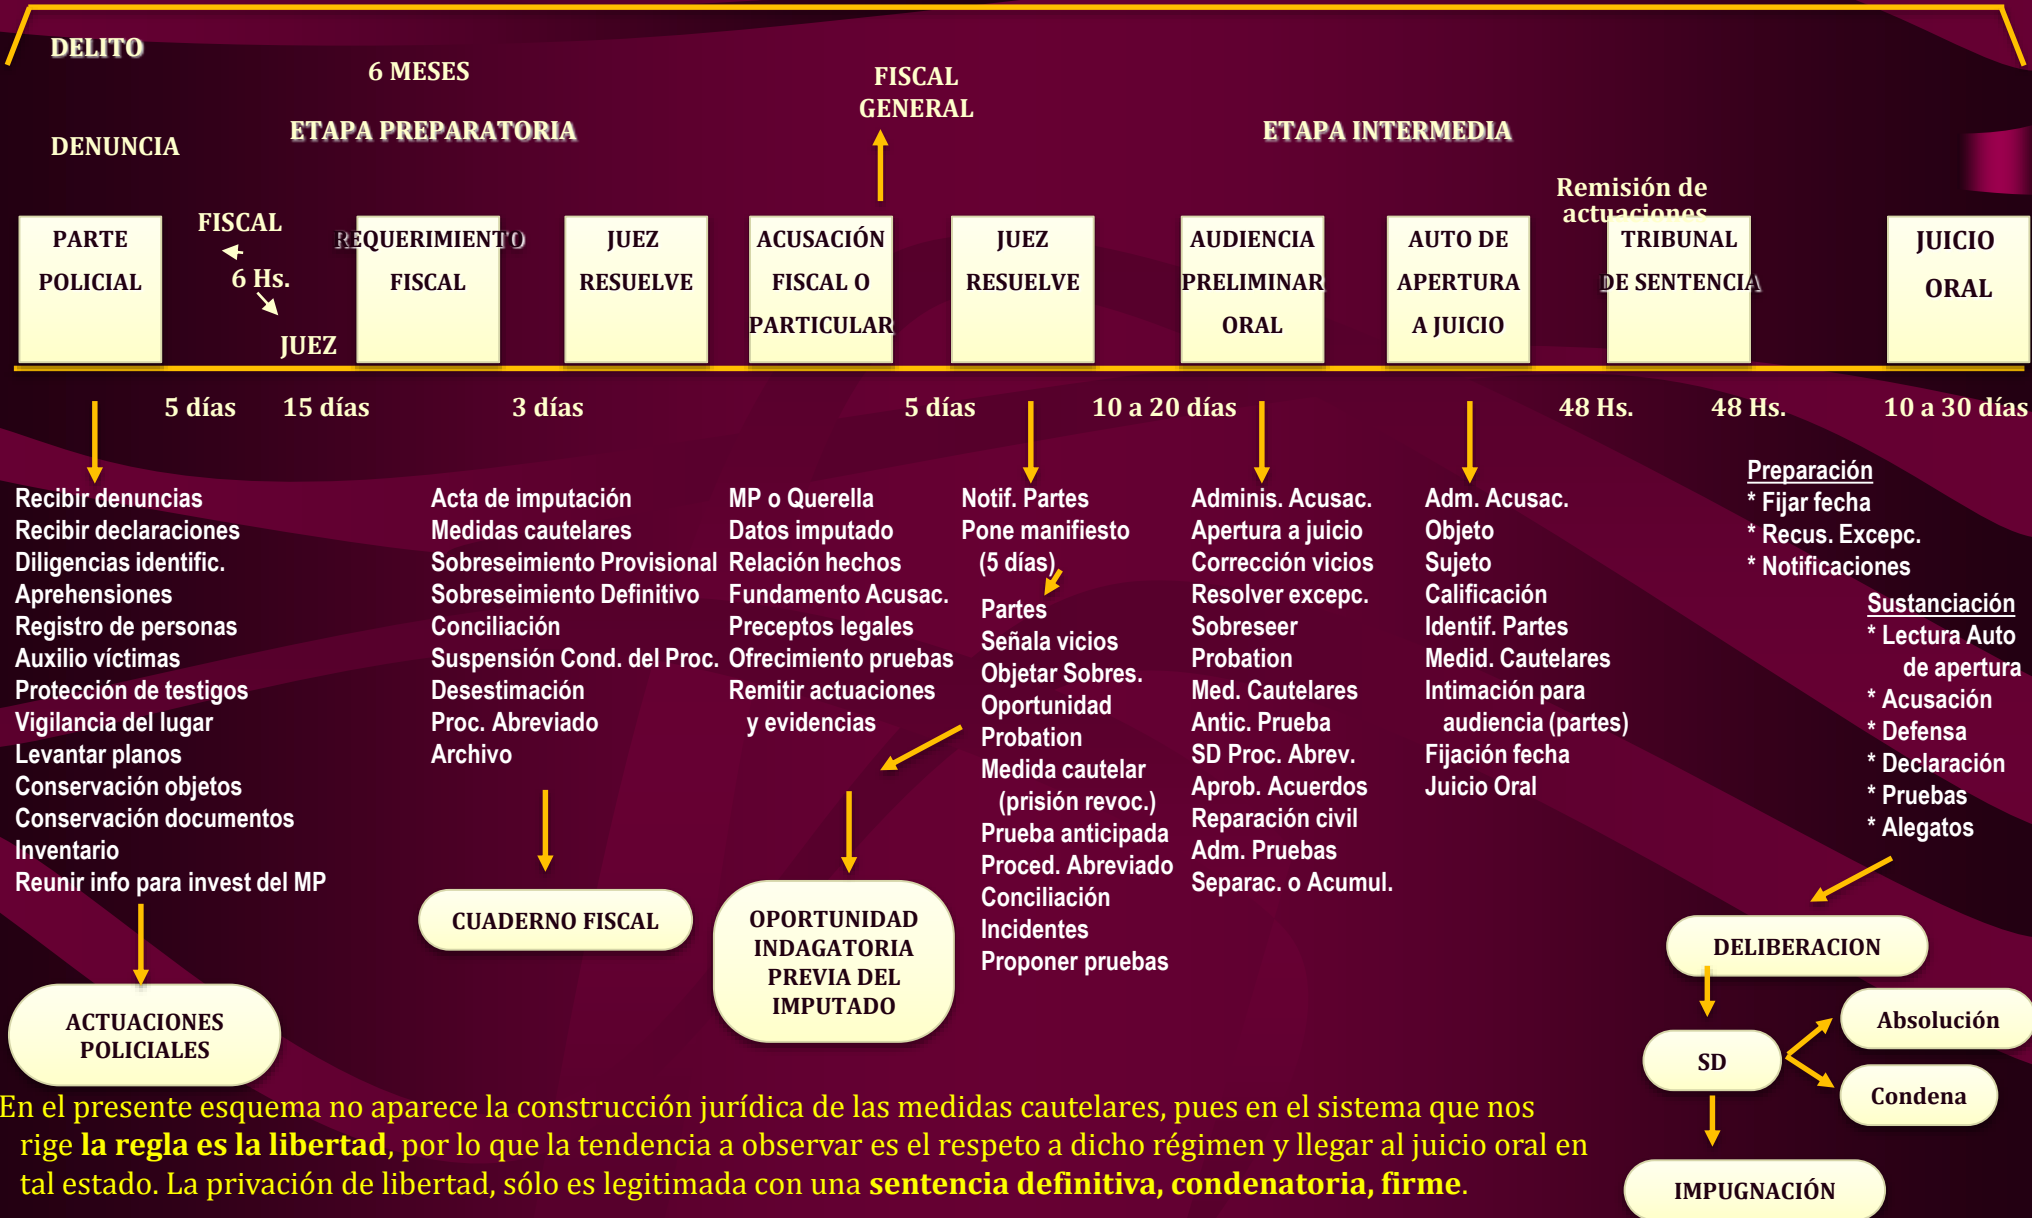 DELITO
6 MESES
FISCAL
GENERAL
ETAPA PREPARATORIA
ETAPA INTERMEDIA
DENUNCIA
Remisión de
actuaciones
PARTE
POLICIAL
FISCAL
6 Hs.
JUEZ
REQUERIMIENTO
FISCAL
JUEZ
RESUELVE
ACUSACIÓN
FISCAL O
PARTICULAR
JUEZ
RESUELVE
AUDIENCIA
PRELIMINAR
ORAL
AUTO DE
APERTURA
A JUICIO
TRIBUNAL
DE SENTENCIA
JUICIO
ORAL
5 días
15 días
3 días
5 días
10 a 20 días
48 Hs.
48 Hs.
10 a 30 días
Recibir denuncias
Recibir declaraciones
Diligencias identific.
Aprehensiones
Registro de personas
Auxilio víctimas
Protección de testigos
Vigilancia del lugar
Levantar planos
Conservación objetos
Conservación documentos
Inventario
Reunir info para invest del MP
ACTUACIONES
POLICIALES
Acta de imputación
Medidas cautelares
Sobreseimiento Provisional
Sobreseimiento Definitivo
Conciliación
Suspensión Cond. del Proc.
Desestimación
Proc. Abreviado
Archivo
CUADERNO FISCAL
MP o Querella
Datos imputado
Relación hechos
Fundamento Acusac.
Preceptos legales
Ofrecimiento pruebas
Remitir actuaciones
y evidencias
OPORTUNIDAD
INDAGATORIA
PREVIA DEL
IMPUTADO
Notif. Partes
Pone manifiesto
(5 días)
Partes
Señala vicios
Objetar Sobres.
Oportunidad
Probation
Medida cautelar
(prisión revoc.)
Prueba anticipada
Proced. Abreviado
Conciliación
Incidentes
Proponer pruebas
Adminis. Acusac.
Apertura a juicio
Corrección vicios
Resolver excepc.
Sobreseer
Probation
Med. Cautelares
Antic. Prueba
SD Proc. Abrev.
Aprob. Acuerdos
Reparación civil
Adm. Pruebas
Separac. o Acumul.
Adm. Acusac.
Objeto
Sujeto
Calificación
Identif. Partes
Medid. Cautelares
Intimación para
audiencia (partes)
Fijación fecha
Juicio Oral
Preparación
* Fijar fecha
* Recus. Excepc.
* Notificaciones
Sustanciación
* Lectura Auto
de apertura
* Acusación
* Defensa
* Declaración
* Pruebas
* Alegatos
DELIBERACION
SD
Absolución
Condena
IMPUGNACIÓN
En el presente esquema no aparece la construcción jurídica de las medidas cautelares, pues en el sistema que nos
rige la regla es la libertad, por lo que la tendencia a observar es el respeto a dicho régimen y llegar al juicio oral en
tal estado. La privación de libertad, sólo es legitimada con una sentencia definitiva, condenatoria, firme.